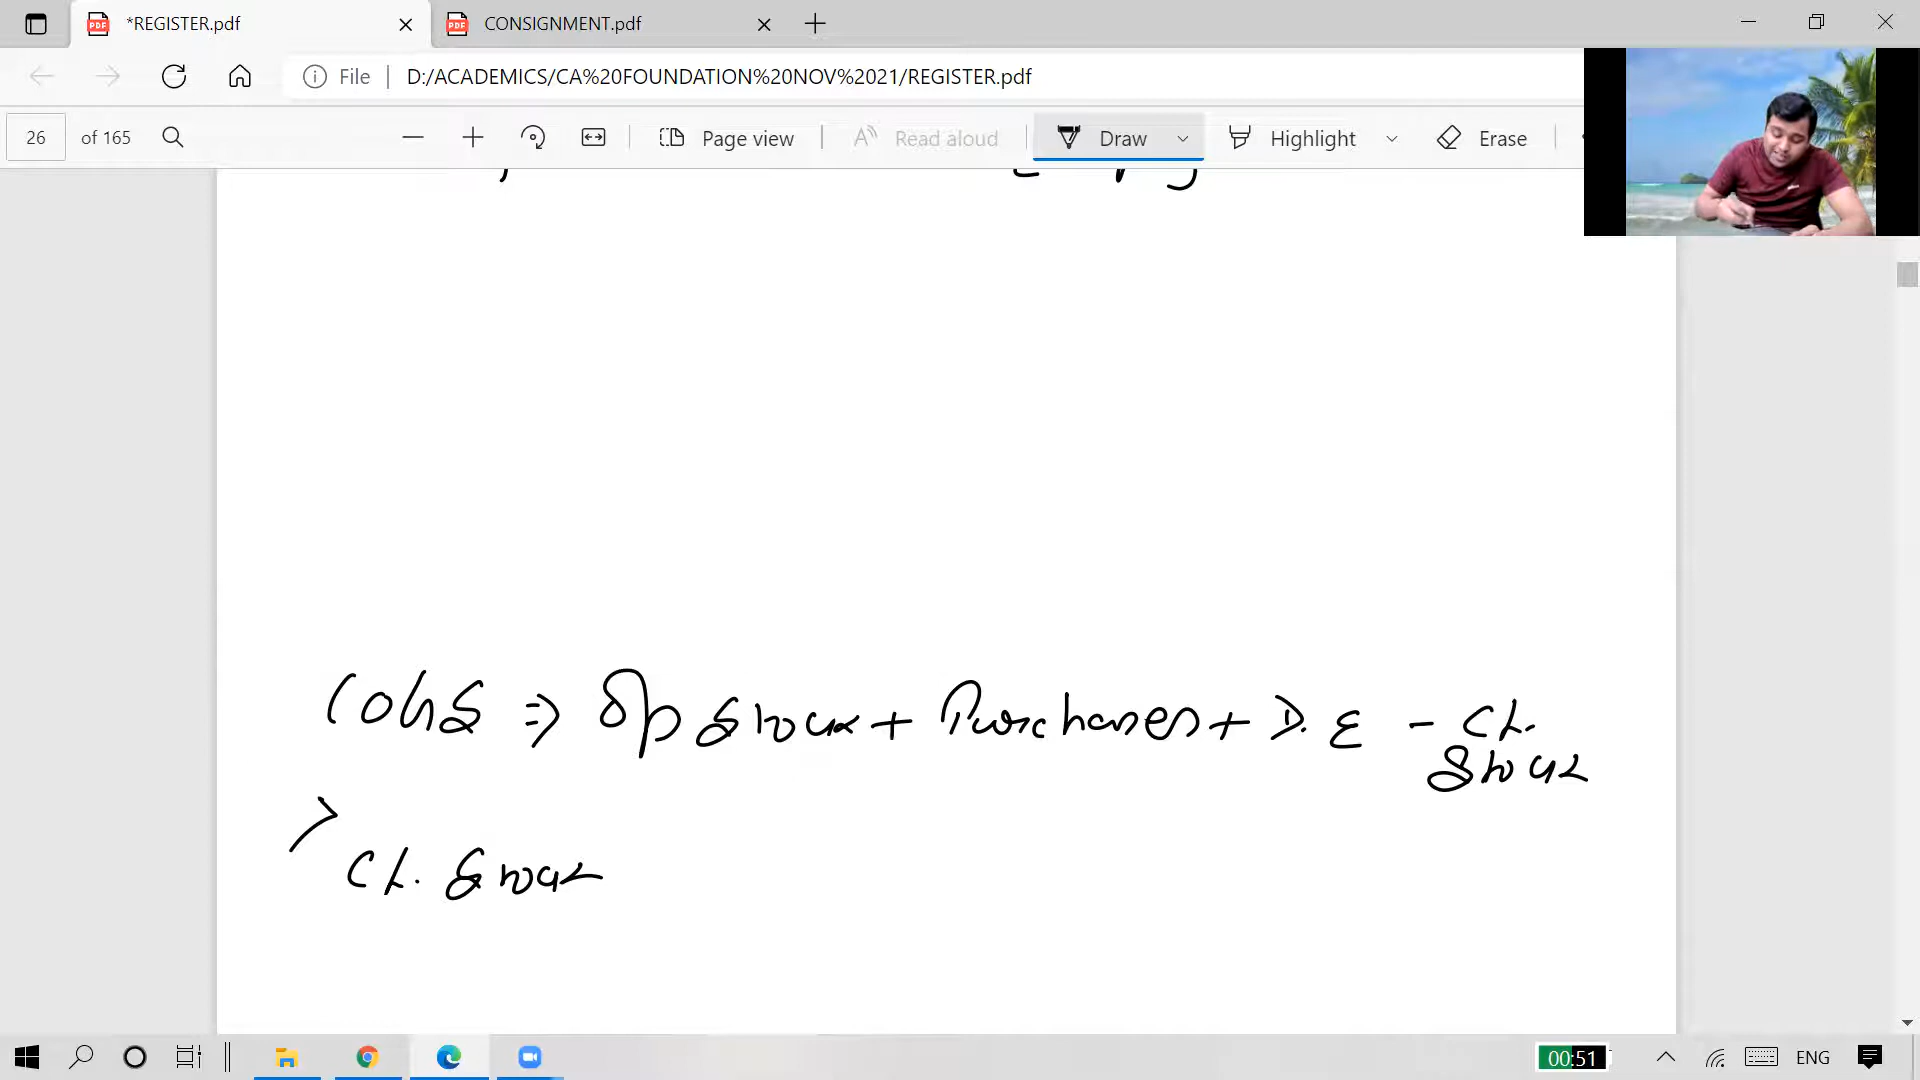 *REGISTER.pdf
CONSIGNMENT.pdf
File
D:/ACADEMICS/CA%20FOUNDATION%20NOV%2021/REGISTER.pdf
26 of 165
Page view
Read aloud
Draw
Highlight
Erase
COGS => Op Stock + Purchases + D.E - CL. Stock
CL. Stock
00:51
ENG